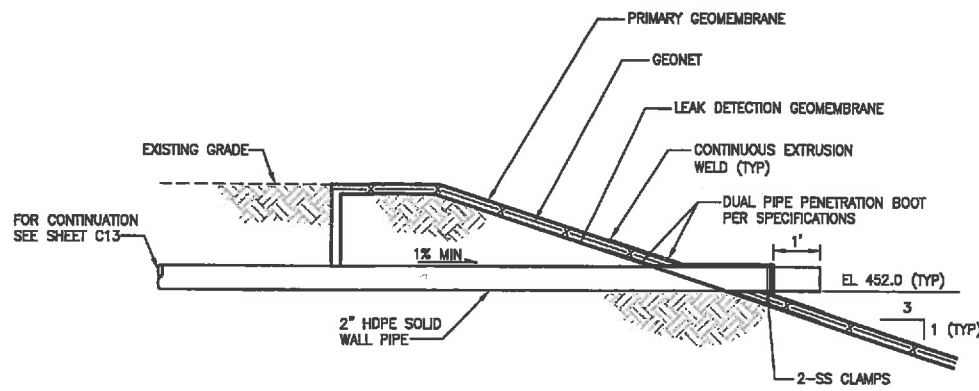 PRIMARY GEOMEMBRANE
GEONET
LEAK DETECTION GEOMEMBRANE
EXISTING GRADE
CONTINUOUS EXTRUSION
WELD (TYP)
DUAL PIPE PENETRATION BOOT
PER SPECIFICATIONS
FOR CONTINUATION
SEE SHEET C13
1% MIN
1'
EL 452.0 (TYP)
3
1 (TYP)
2" HDPE SOLID
WALL PIPE
2-SS CLAMPS